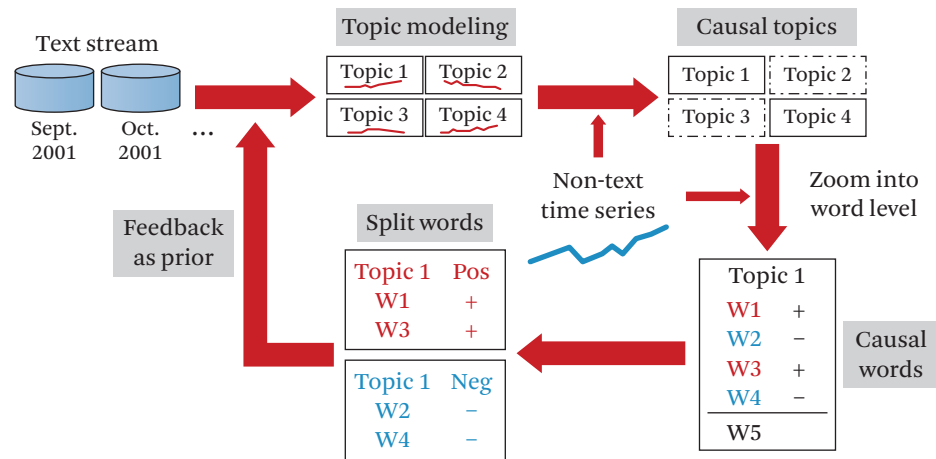 Text stream
Sept.
2001
Oct.
2001
...
Topic modeling
Topic 1
Topic 2
Topic 3
Topic 4
Causal topics
Topic 1
Topic 2
Topic 3
Topic 4
Non-text
time series
Zoom into
word level
Feedback
as prior
Split words
Topic 1 Pos
W1 +
W3 +
Topic 1 Neg
W2 −
W4 −
Topic 1
W1 +
W2 −
W3 +
W4 −
W5
Causal
words